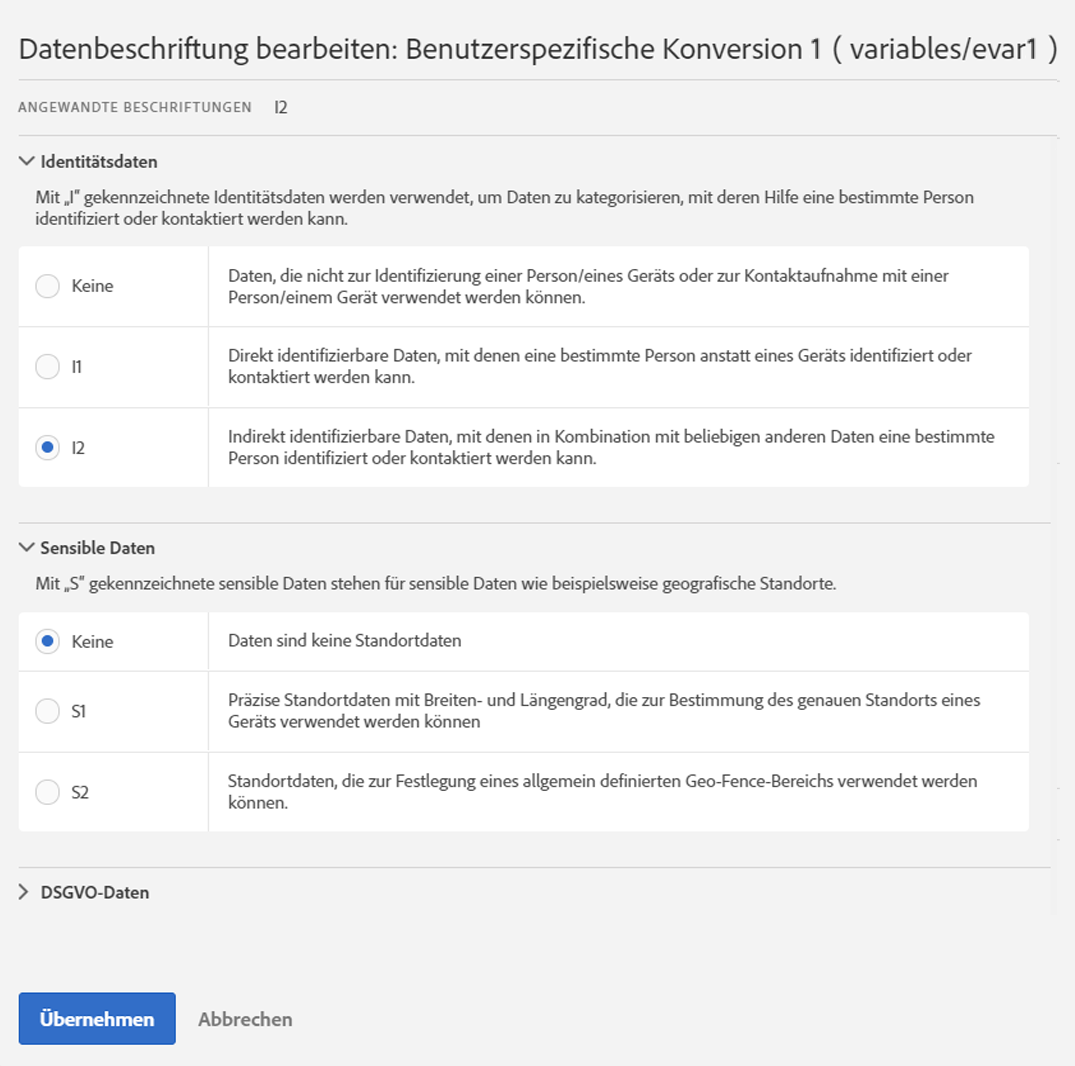 Datenbeschriftung bearbeiten: Benutzerspezifische Konversion 1 ( variables/evar1 )
ANGEWANDTE BESCHRIFTUNGEN I2
Identitätsdaten
Mit „I“ gekennzeichnete Identitätsdaten werden verwendet, um Daten zu kategorisieren, mit deren Hilfe eine bestimmte Person
identifiziert oder kontaktiert werden kann.
Keine
Daten, die nicht zur Identifizierung einer Person/eines Geräts oder zur Kontaktaufnahme mit einer
Person/einem Gerät verwendet werden können.
I1
Direkt identifizierbare Daten, mit denen eine bestimmte Person anstatt eines Geräts identifiziert oder
kontaktiert werden kann.
I2
Indirekt identifizierbare Daten, mit denen in Kombination mit beliebigen anderen Daten eine bestimmte
Person identifiziert oder kontaktiert werden kann.
Sensible Daten
Mit „S“ gekennzeichnete sensible Daten stehen für sensible Daten wie beispielsweise geografische Standorte.
Keine
Daten sind keine Standortdaten
S1
Präzise Standortdaten mit Breiten- und Längengrad, die zur Bestimmung des genauen Standorts eines
Geräts verwendet werden können
S2
Standortdaten, die zur Festlegung eines allgemein definierten Geo-Fence-Bereichs verwendet werden
können.
DSGVO-Daten
Übernehmen Abbrechen